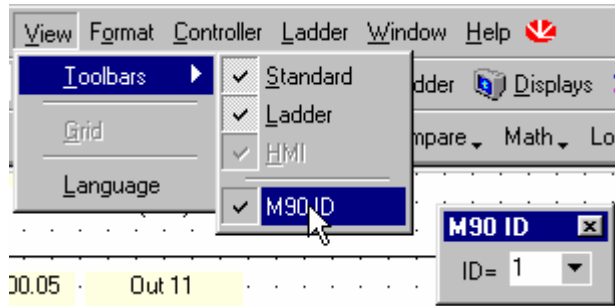 View Format Controller Ladder Window Help
Toolbars Standard dder Displays
Ladder
Grid HMI mpare Math Lo
Language M90 ID
M90 ID
ID= 1
00.05 Out 11